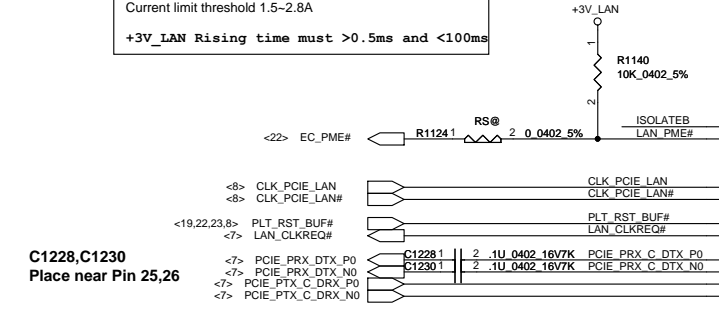 Current limit threshold 1.5~2.8A
+3V_LAN Rising time must >0.5ms and <100ms
+3V_LAN
1
R1140
10K_0402_5%
2
RS@
<22> EC_PME#
R1124 1
2 0_0402_5%
ISOLATEB
LAN_PME#
<8> CLK_PCIE_LAN
CLK_PCIE_LAN
<8> CLK_PCIE_LAN#
CLK_PCIE_LAN#
<19,22,23,8> PLT_RST_BUF#
PLT_RST_BUF#
<7> LAN_CLKREQ#
LAN_CLKREQ#
C1228,C1230
Place near Pin 25,26
<7> PCIE_PRX_DTX_P0
C1228 1
2 .1U_0402_16V7K
PCIE_PRX_C_DTX_P0
<7> PCIE_PRX_DTX_N0
C1230 1
2 .1U_0402_16V7K
PCIE_PRX_C_DTX_N0
<7> PCIE_PTX_C_DRX_P0
<7> PCIE_PTX_C_DRX_N0